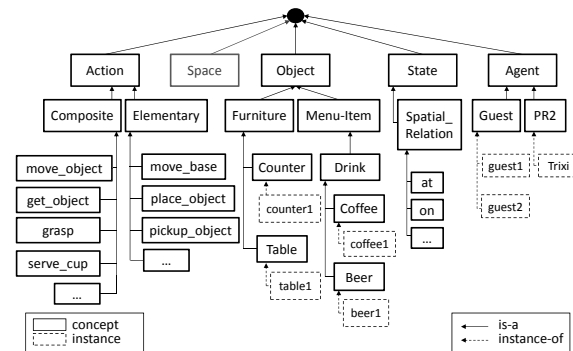 Action
Space
Object
State
Agent
Composite
Elementary
Furniture
Menu-Item
Spatial_
Relation
Guest
PR2
move_object
get_object
grasp
serve_cup
...
move_base
place_object
pickup_object
...
Counter
counter1
Table
table1
Drink
Coffee
coffee1
Beer
beer1
at
on
...
guest1
guest2
Trixi
concept
instance
is-a
instance-of